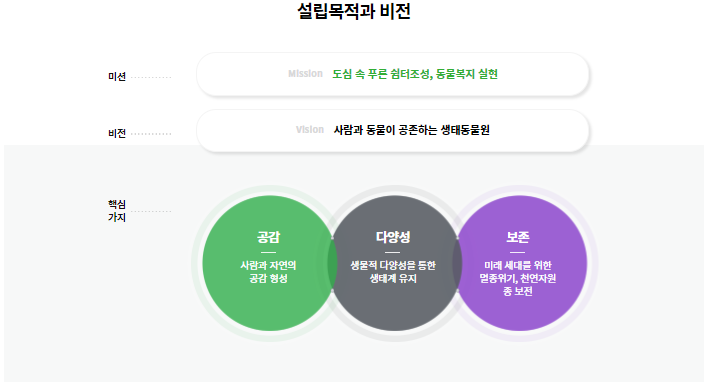 설립목적과 비전
미션
Mission 도심 속 푸른 쉼터조성, 동물복지 실현
비전
Vision 사람과 동물이 공존하는 생태동물원
핵심
가지
공감
사람과 자연의
공감 형성
다양성
생물적 다양성을 통한
생태계 유지
보존
미래 세대를 위한
멸종위기, 천연자원
종 보전